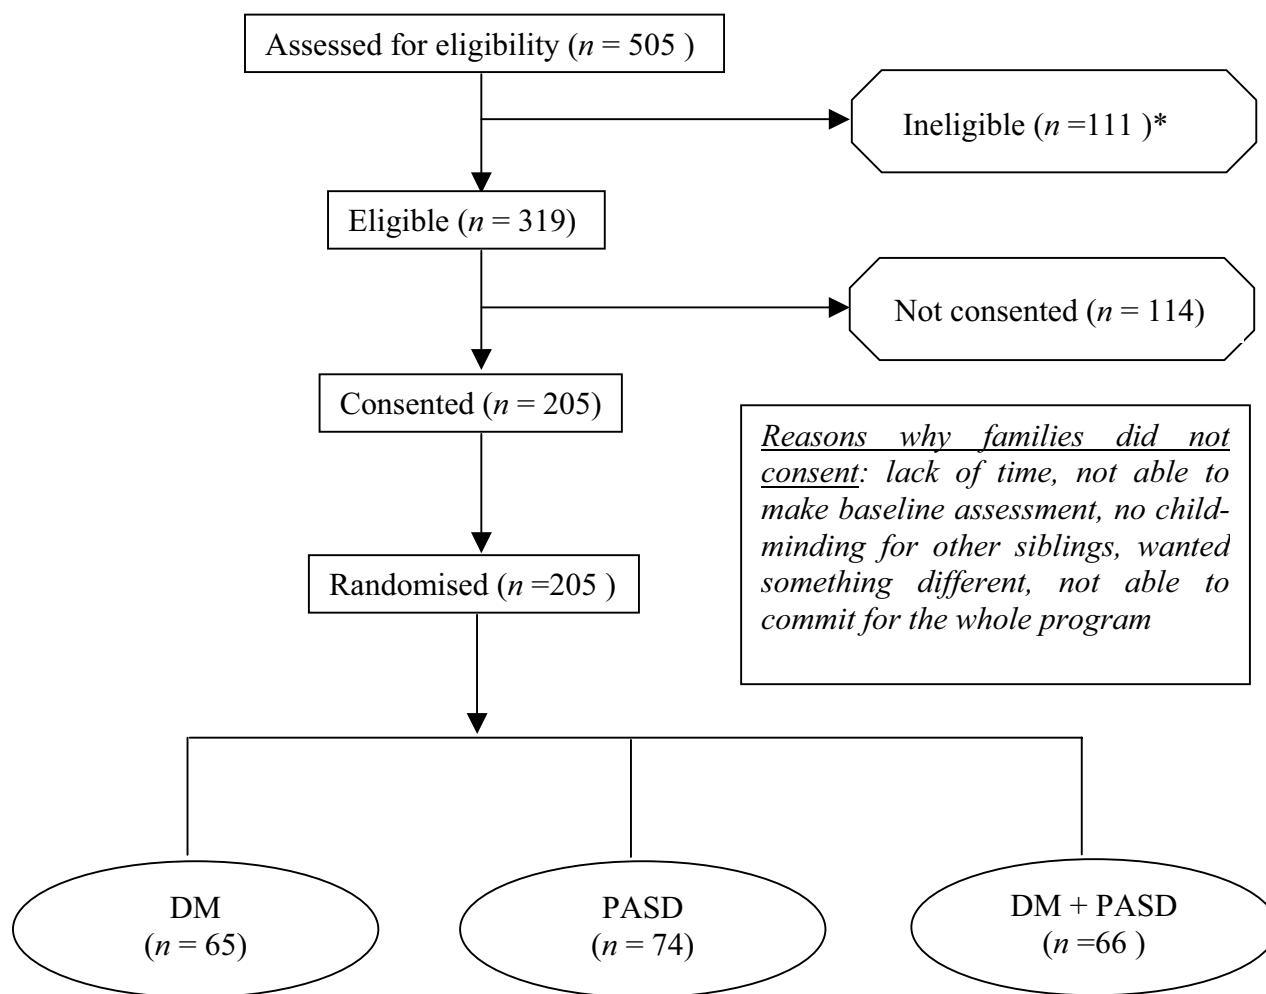 Assessed for eligibility (n = 505 )
Ineligible (n =111 )*
Eligible (n = 319)
Not consented (n = 114)
Consented (n = 205)
Reasons why families did not
consent: lack of time, not able to
make baseline assessment, no child-
minding for other siblings, wanted
something different, not able to
commit for the whole program
Randomised (n =205 )
DM
(n = 65)
PASD
(n = 74)
DM + PASD
(n =66 )